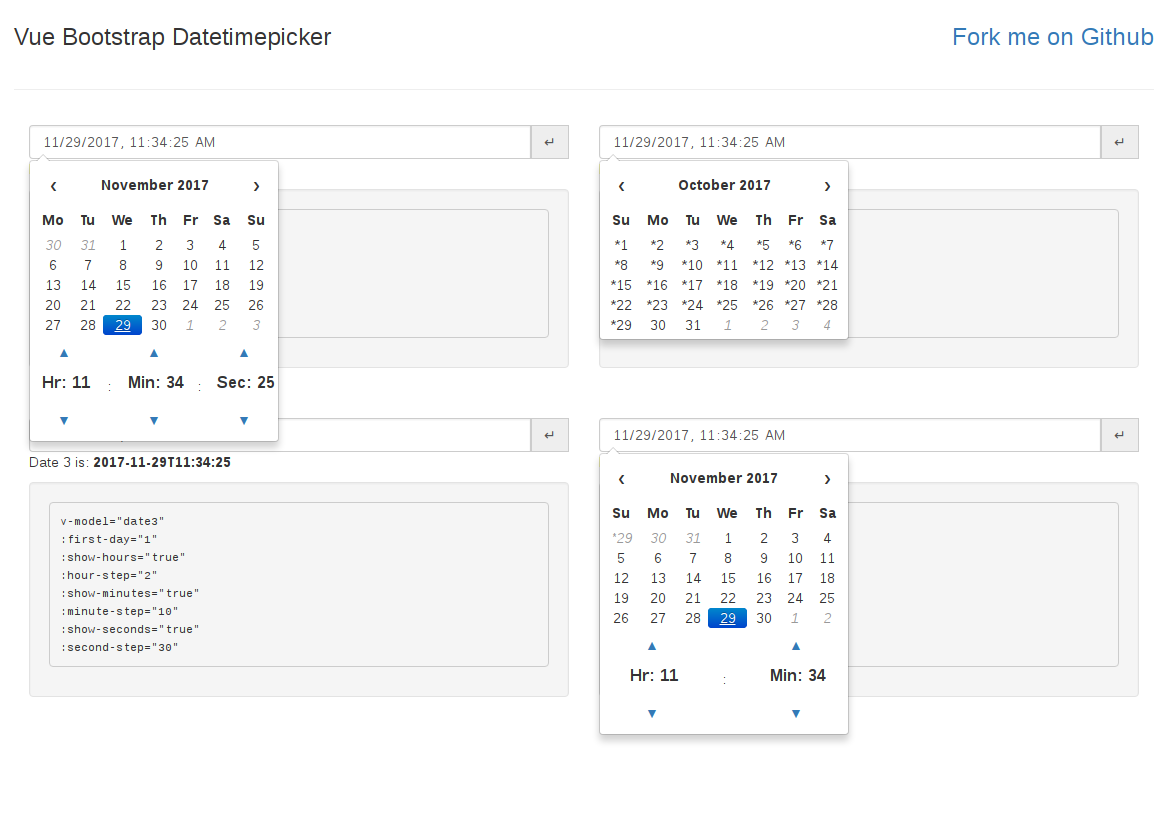 Vue Bootstrap Datetimepicker
Fork me on Github
11/29/2017, 11:34:25 AM ↵
‹ November 2017 ›
Mo Tu We Th Fr Sa Su
30 31 1 2 3 4 5
6 7 8 9 10 11 12
13 14 15 16 17 18 19
20 21 22 23 24 25 26
27 28 29 30 1 2 3
▲ ▲ ▲
Hr: 11 : Min: 34 : Sec: 25
▼ ▼ ▼
11/29/2017, 11:34:25 AM ↵
‹ October 2017 ›
Su Mo Tu We Th Fr Sa
*1 *2 *3 *4 *5 *6 *7
*8 *9 *10 *11 *12 *13 *14
*15 *16 *17 *18 *19 *20 *21
*22 *23 *24 *25 *26 *27 *28
*29 30 31 1 2 3 4
↵
Date 3 is: 2017-11-29T11:34:25
v-model="date3"
:first-day="1"
:show-hours="true"
:hour-step="2"
:show-minutes="true"
:minute-step="10"
:show-seconds="true"
:second-step="30"
11/29/2017, 11:34:25 AM ↵
‹ November 2017 ›
Su Mo Tu We Th Fr Sa
*29 30 31 1 2 3 4
5 6 7 8 9 10 11
12 13 14 15 16 17 18
19 20 21 22 23 24 25
26 27 28 29 30 1 2
▲ ▲
Hr: 11 : Min: 34
▼ ▼